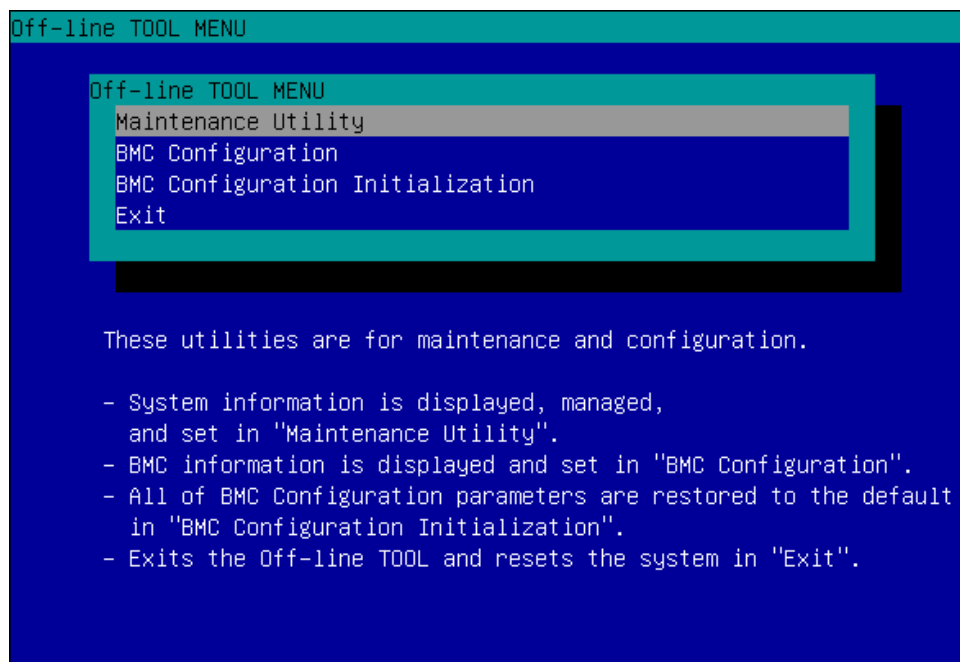 Off-line TOOL MENU
Off-line TOOL MENU
Maintenance Utility
BMC Configuration
BMC Configuration Initialization
Exit
These utilities are for maintenance and configuration.
- System information is displayed, managed,
and set in "Maintenance Utility".
- BMC information is displayed and set in "BMC Configuration".
- All of BMC Configuration parameters are restored to the default
in "BMC Configuration Initialization".
- Exits the Off-line TOOL and resets the system in "Exit".